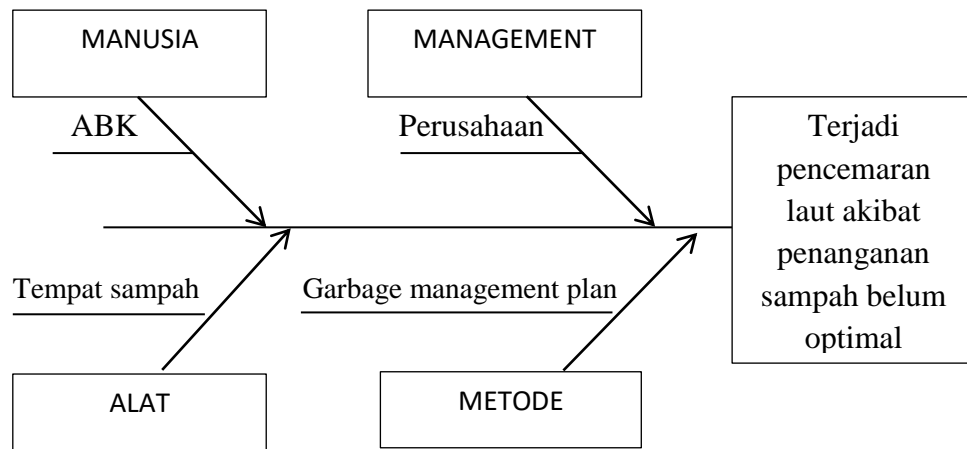 MANUSIA
MANAGEMENT
ABK
Perusahaan
Terjadi
pencemaran
laut akibat
penanganan
sampah belum
optimal
Tempat sampah
Garbage management plan
ALAT
METODE